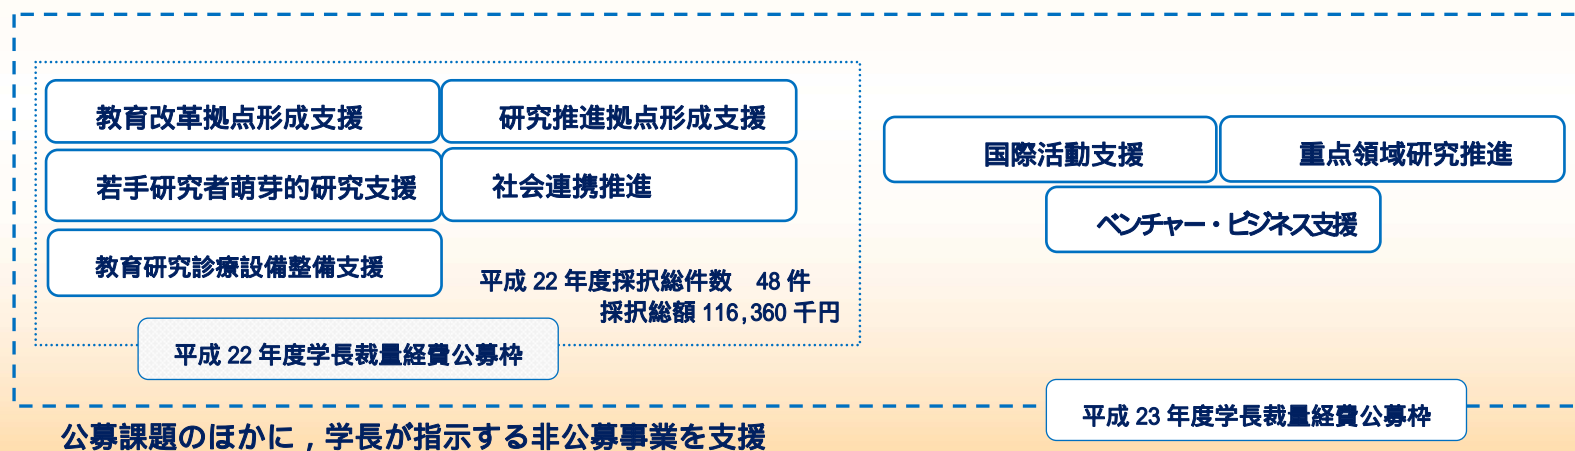 教育改革拠点形成支援
研究推進拠点形成支援
若手研究者萌芽的研究支援
社会連携推進
教育研究診療設備整備支援
平成 22 年度採択総件数　48 件
採択総額 116,360 千円
平成 22 年度学長裁量経費公募枠
国際活動支援
重点領域研究推進
ベンチャー・ビジネス支援
平成 23 年度学長裁量経費公募枠
公募課題のほかに，学長が指示する非公募事業を支援